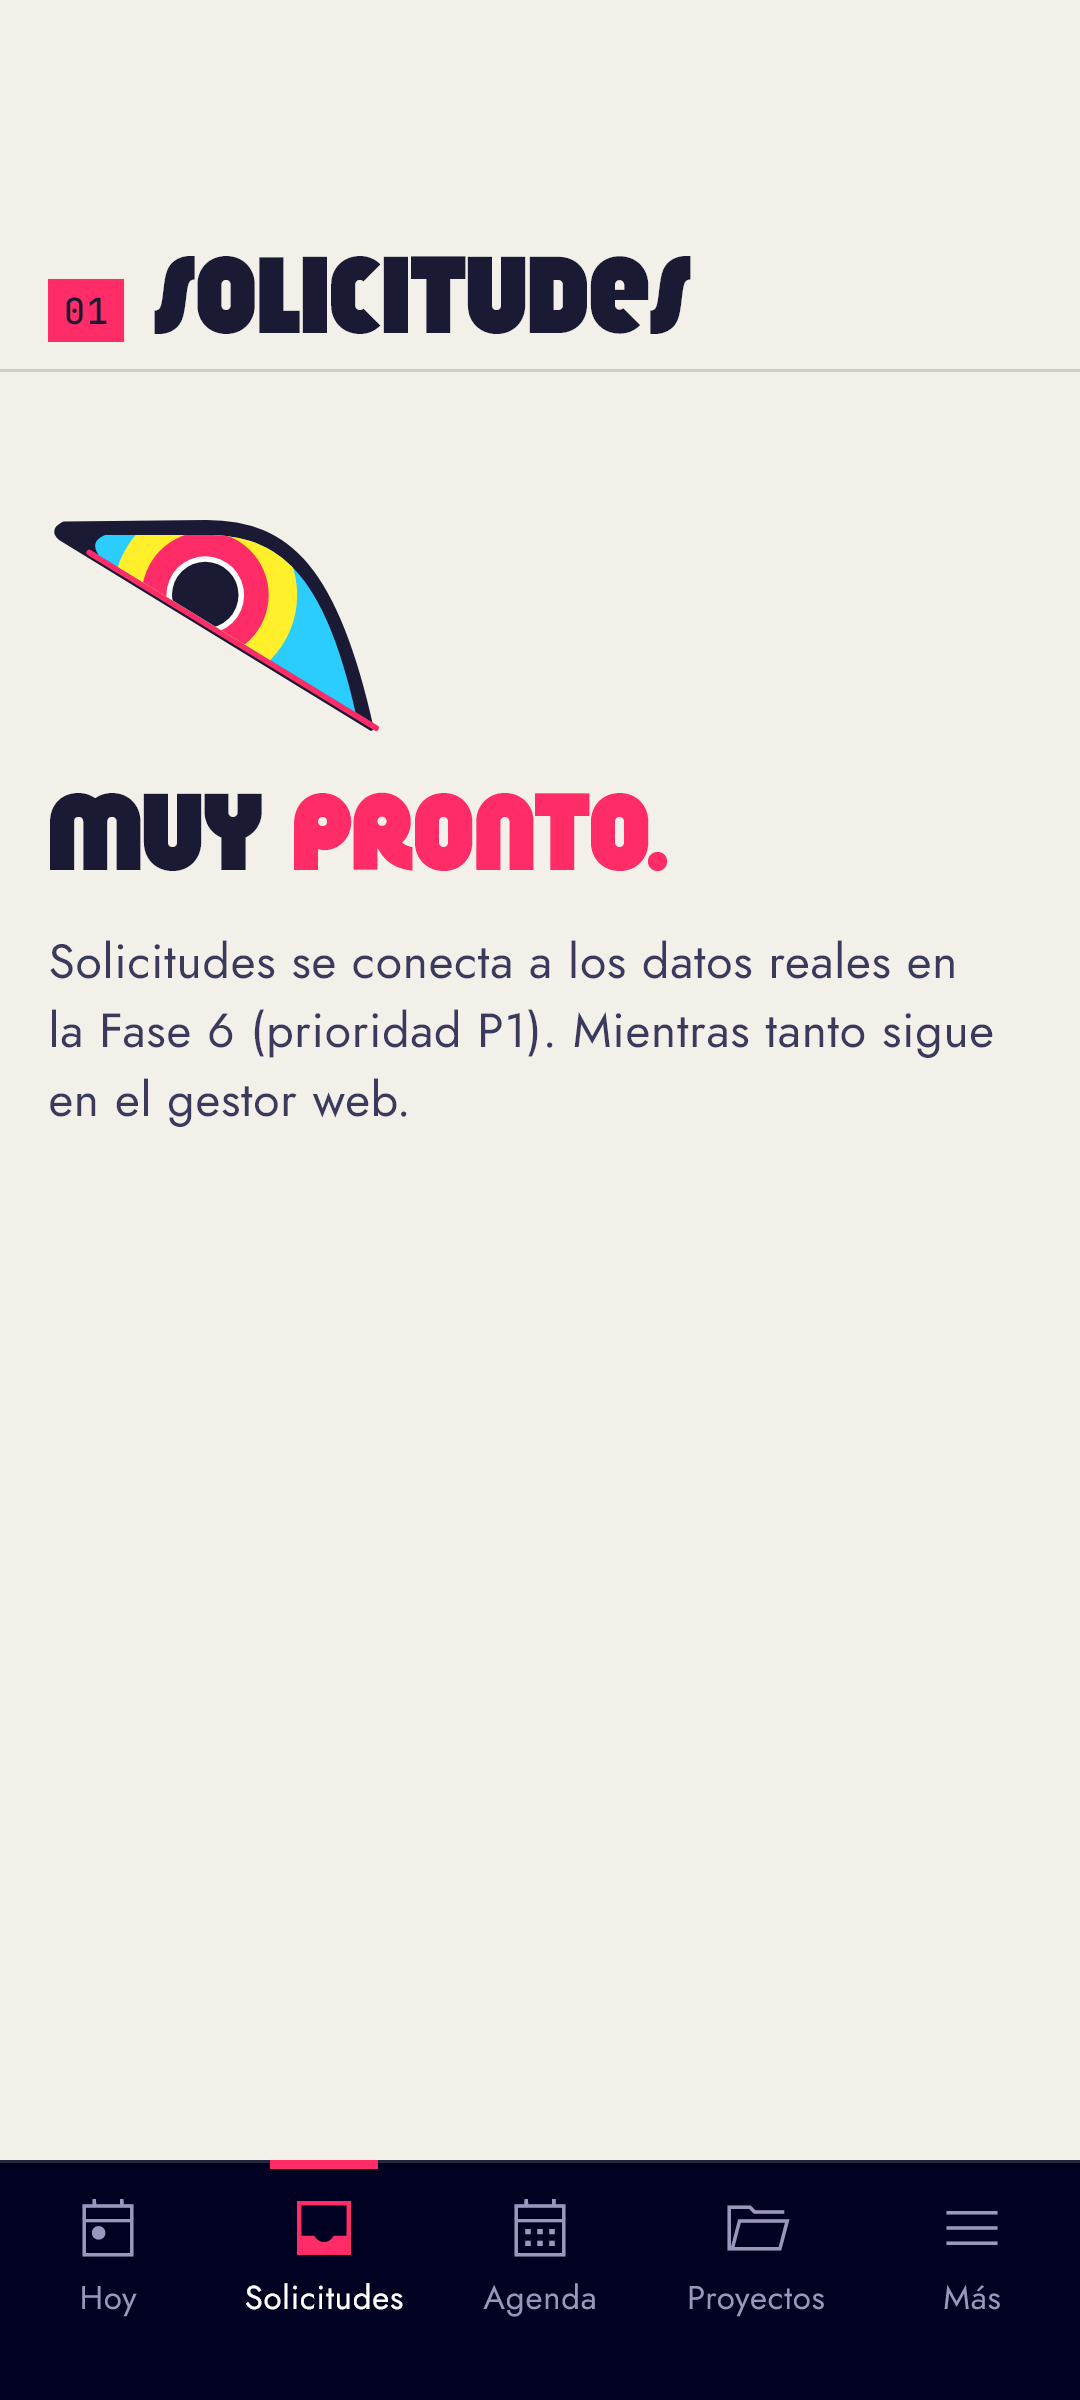 01 SOLICITUDES
MUY PRONTO.
Solicitudes se conecta a los datos reales en
la Fase 6 (prioridad P1). Mientras tanto sigue
en el gestor web.
Hoy Solicitudes Agenda Proyectos Más